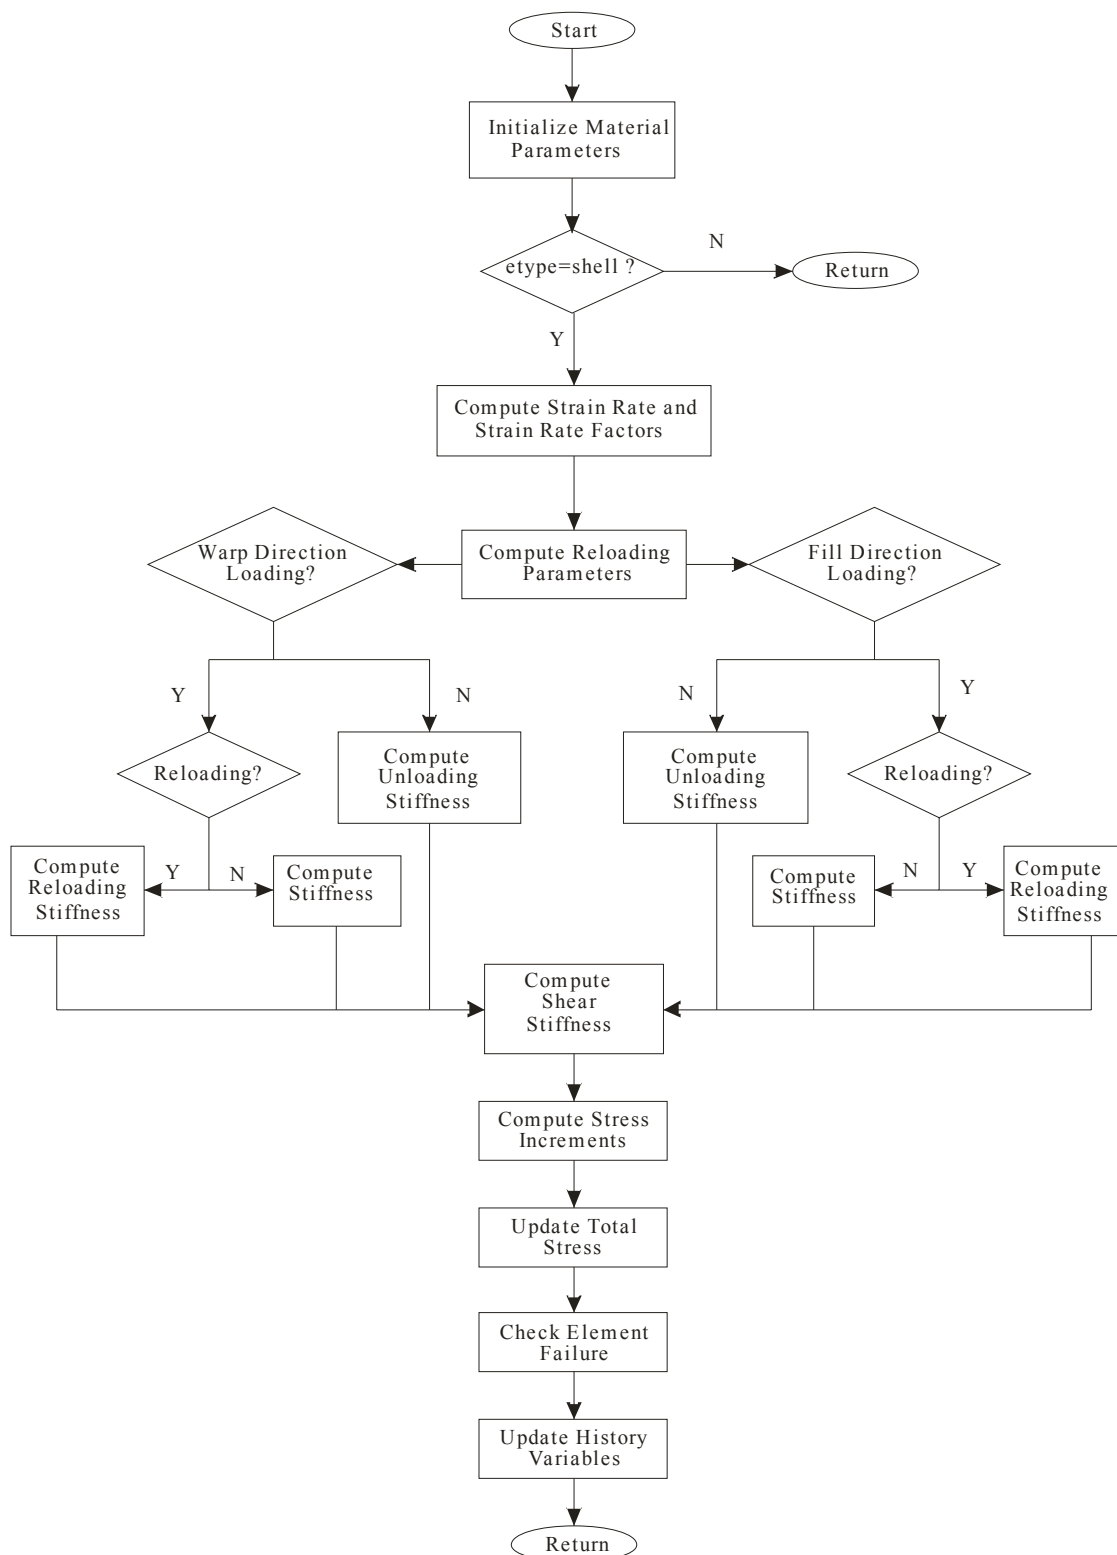 Start
Initialize Material
Parameters
etype=shell ?
N
Return
Y
Compute Strain Rate and
Strain Rate Factors
Warp Direction
Loading?
Compute Reloading
Parameters
Fill Direction
Loading?
Y
N
N
Y
Reloading?
Compute
Unloading
Stiffness
Compute
Unloading
Stiffness
Reloading?
Compute
Reloading
Stiffness
Y
N
Compute
Stiffness
Compute
Stiffness
N
Y
Compute
Reloading
Stiffness
Compute
Shear
Stiffness
Compute Stress
Increments
Update Total
Stress
Check Element
Failure
Update History
Variables
Return